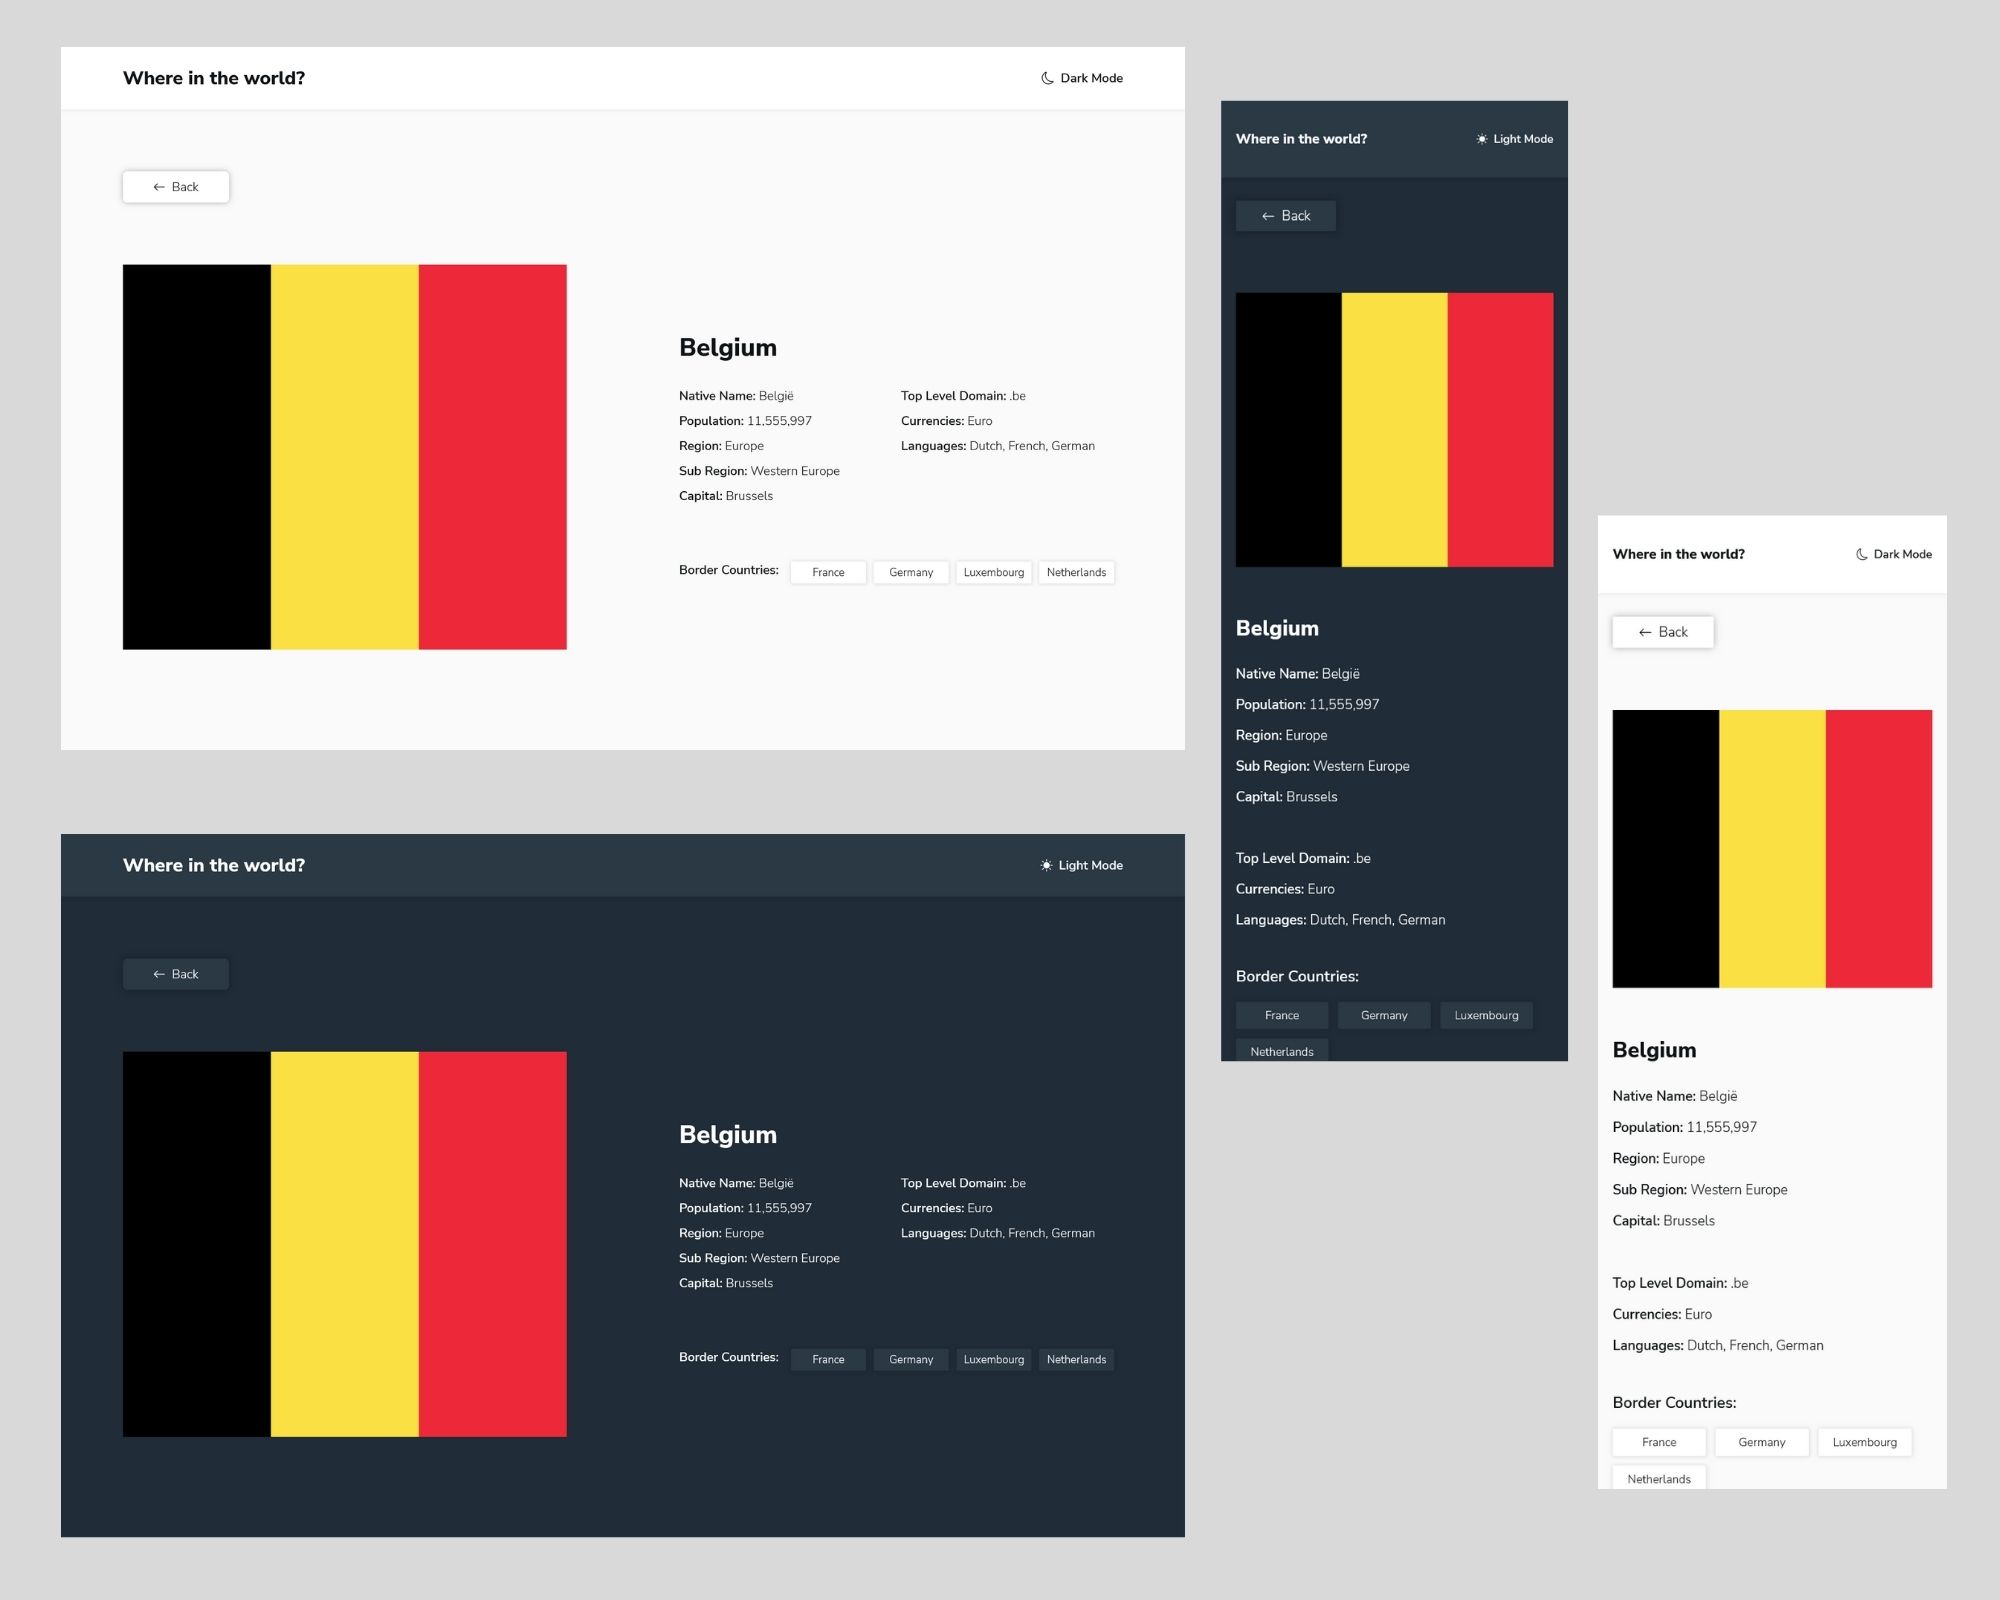 Where in the world? Dark Mode
Back
Belgium
Native Name: België Top Level Domain: .be
Population: 11,555,997 Currencies: Euro
Region: Europe Languages: Dutch, French, German
Sub Region: Western Europe
Capital: Brussels
Border Countries: France Germany Luxembourg Netherlands
Where in the world? Light Mode
Back
Belgium
Native Name: België Top Level Domain: .be
Population: 11,555,997 Currencies: Euro
Region: Europe Languages: Dutch, French, German
Sub Region: Western Europe
Capital: Brussels
Border Countries: France Germany Luxembourg Netherlands
Where in the world? Light Mode
Back
Belgium
Native Name: België
Population: 11,555,997
Region: Europe
Sub Region: Western Europe
Capital: Brussels
Top Level Domain: .be
Currencies: Euro
Languages: Dutch, French, German
Border Countries:
France Germany Luxembourg
Netherlands
Where in the world? Dark Mode
Back
Belgium
Native Name: België
Population: 11,555,997
Region: Europe
Sub Region: Western Europe
Capital: Brussels
Top Level Domain: .be
Currencies: Euro
Languages: Dutch, French, German
Border Countries:
France Germany Luxembourg
Netherlands